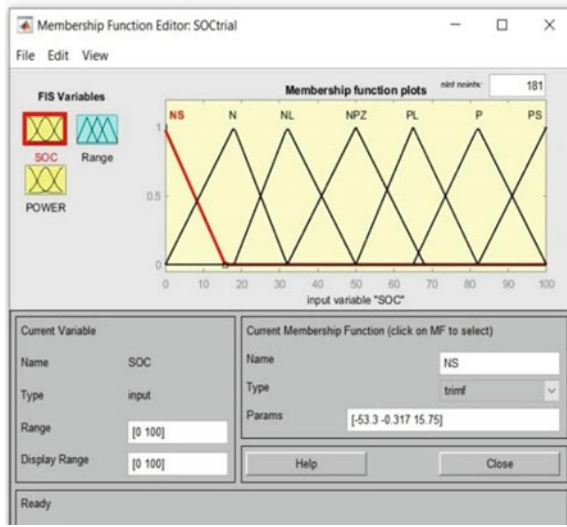 Membership Function Editor: SOCtrial
File Edit View
FIS Variables
SOC
Range
POWER
Membership function plots
plot points:
181
NS N NL NPZ PL P PS
1
0.5
0
0 10 20 30 40 50 60 70 80 90 100
input variable "SOC"
Current Variable
Name SOC
Type input
Range [0 100]
Display Range [0 100]
Current Membership Function (click on MF to select)
Name NS
Type trimf
Params [-53.3 -0.317 15.75]
Help Close
Ready